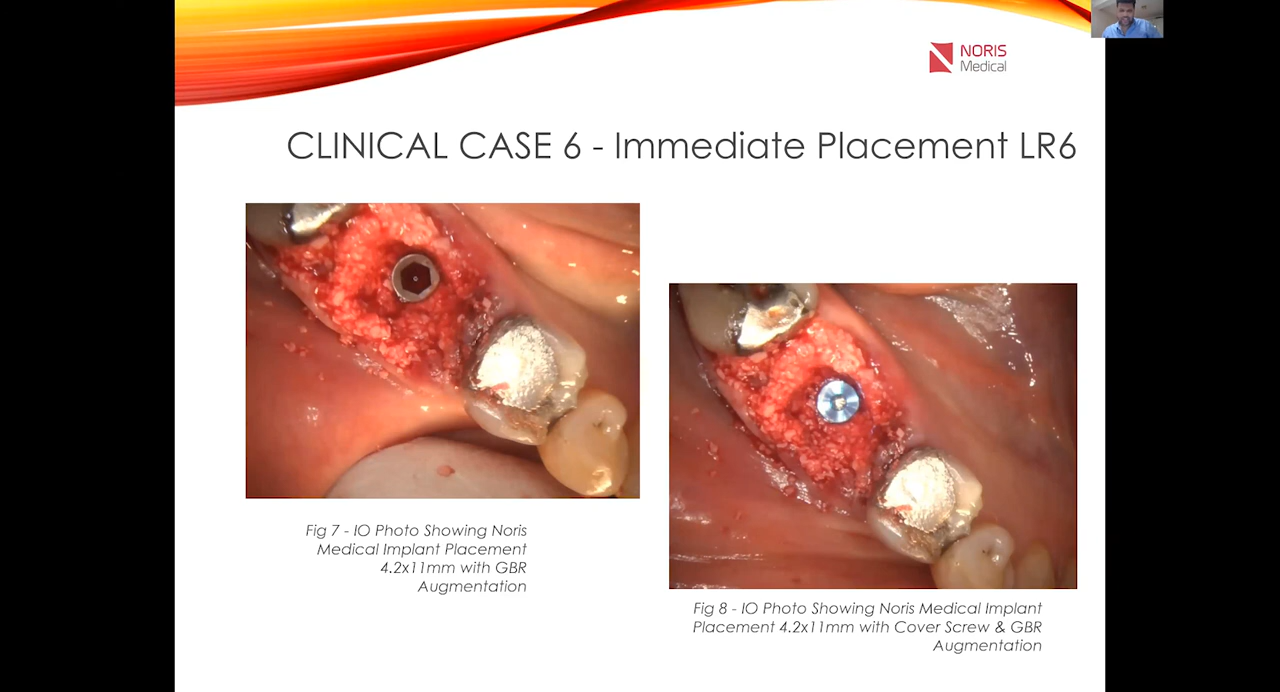 NORIS
Medical
CLINICAL CASE 6 - Immediate Placement LR6
Fig 7 - IO Photo Showing Noris
Medical Implant Placement
4.2x11mm with GBR
Augmentation
Fig 8 - IO Photo Showing Noris Medical Implant
Placement 4.2x11mm with Cover Screw & GBR
Augmentation